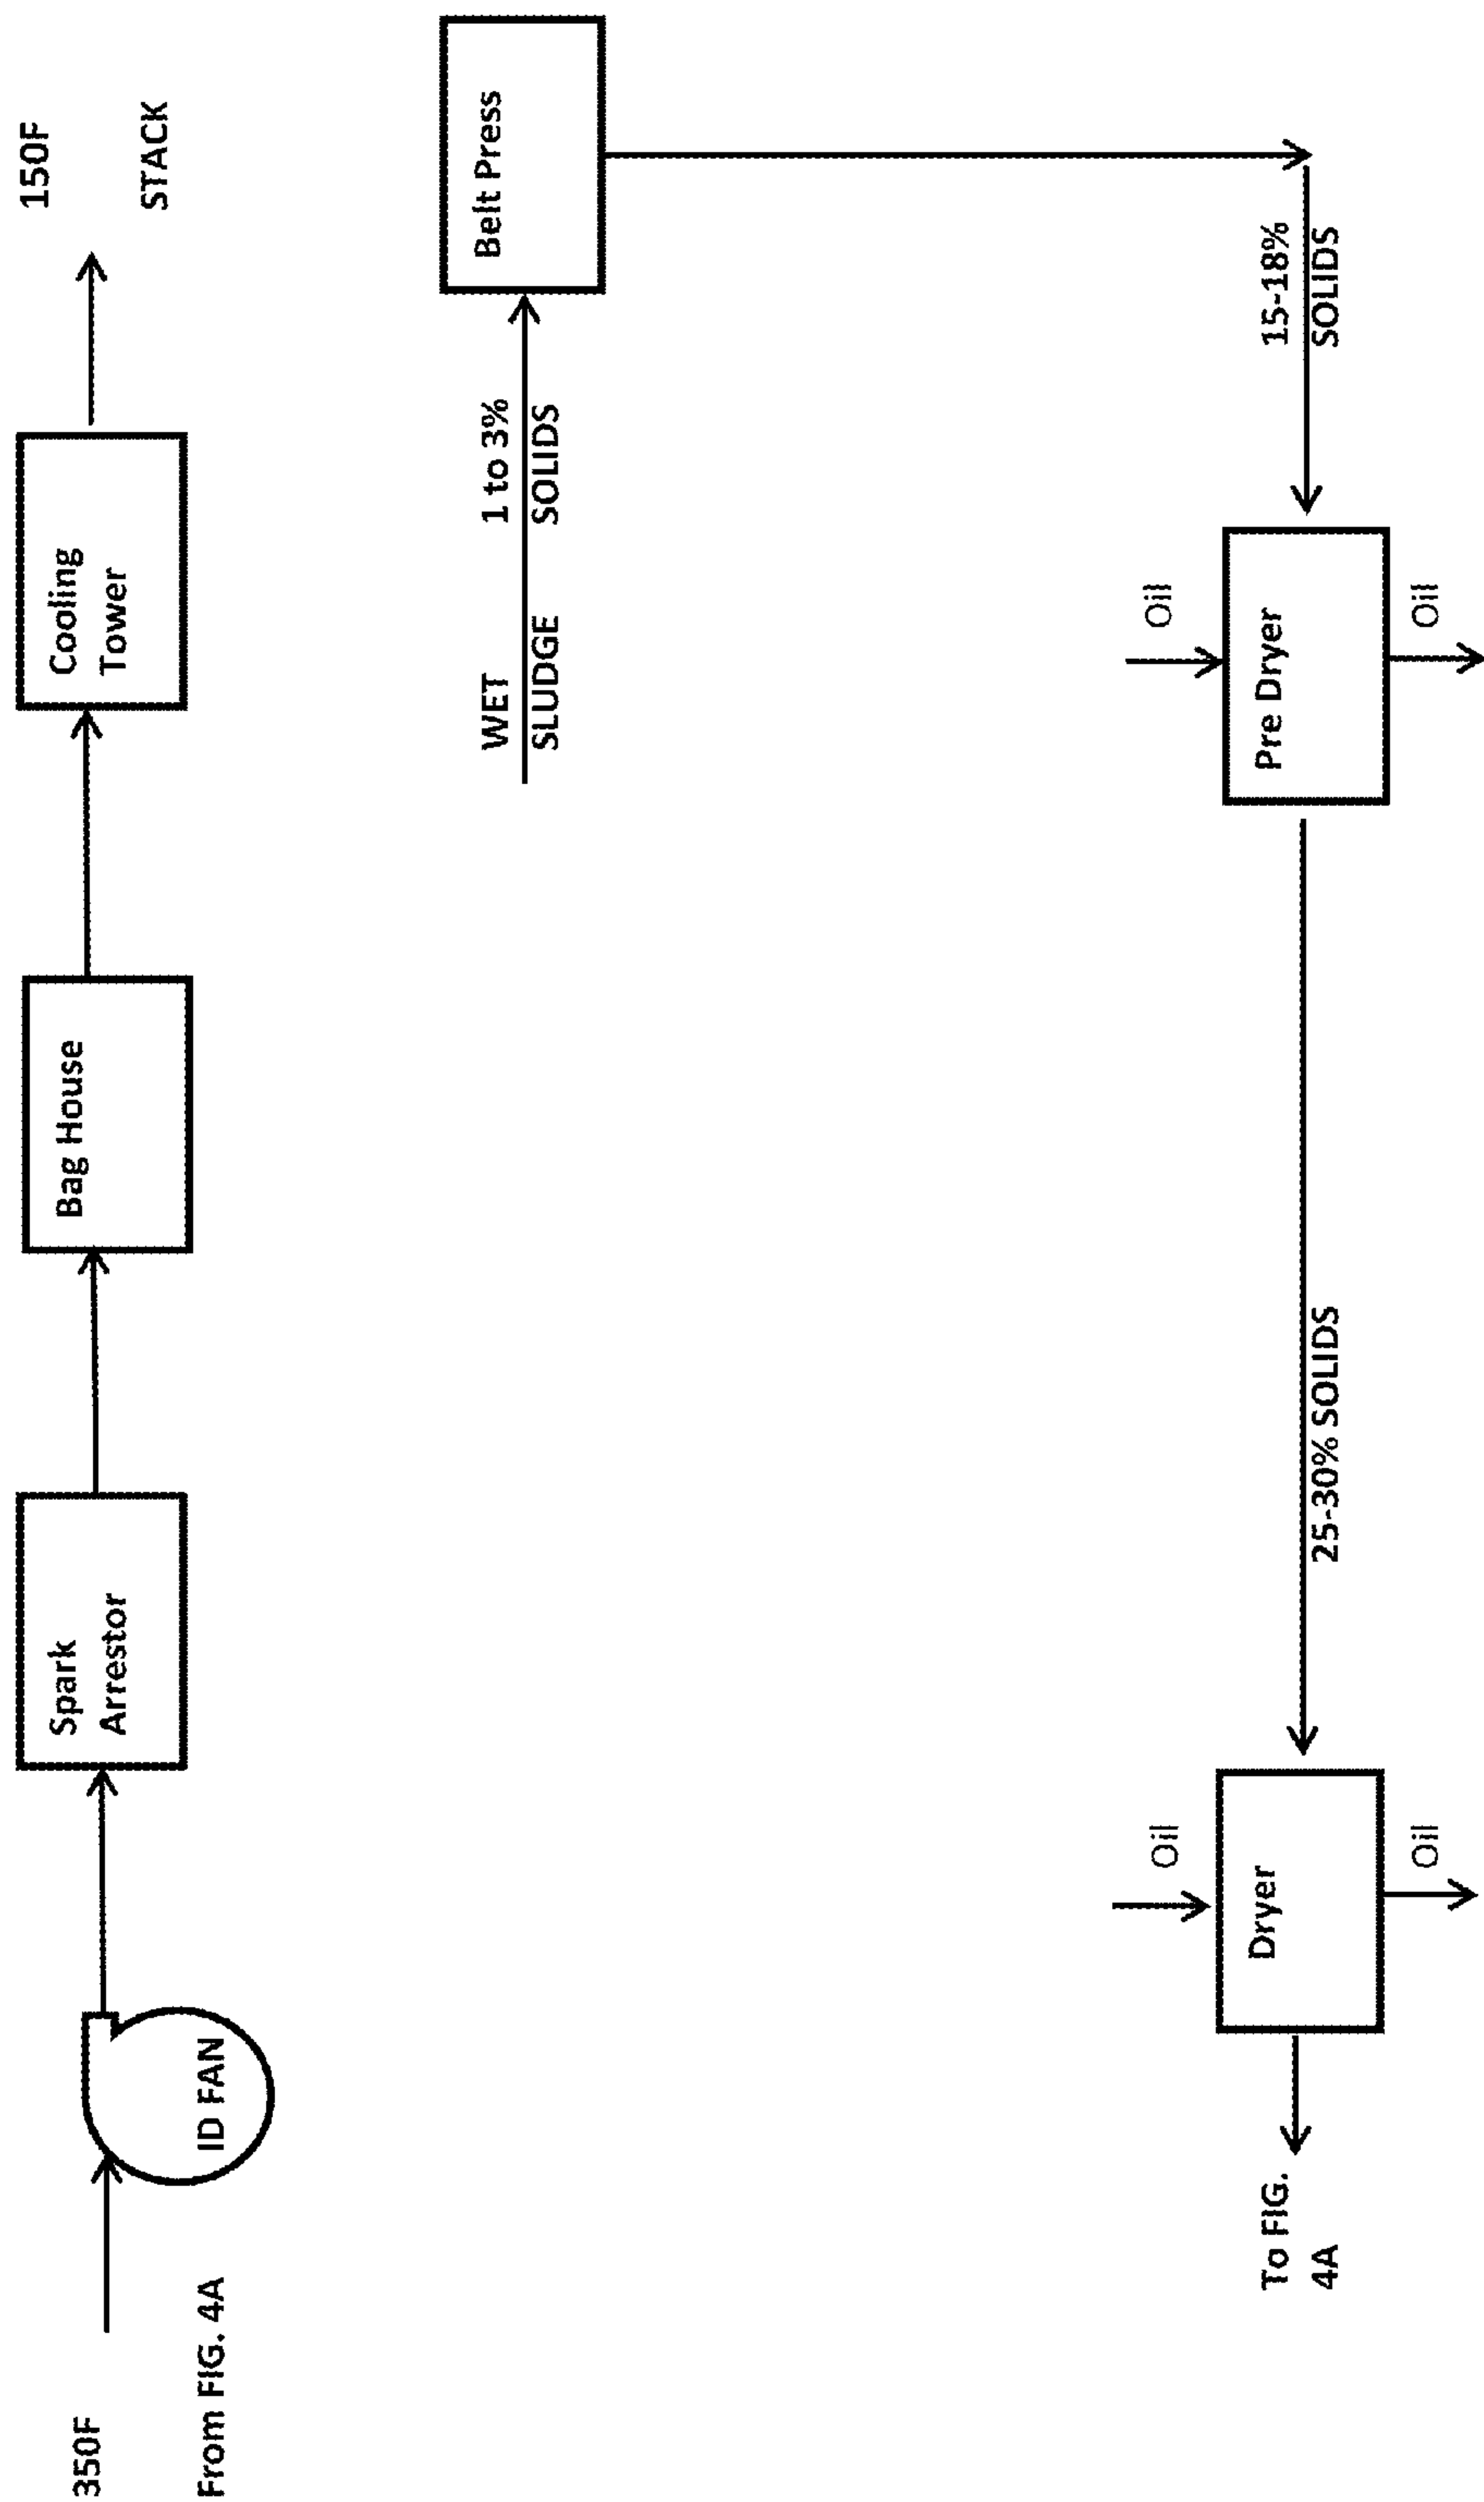 350F
From FIG. 4A
ID FAN
Spark
Arrestor
Bag House
Cooling
Tower
150F
STACK
WET
SLUDGE
1 to 3%
SOLIDS
Belt Press
15-18%
SOLIDS
Oil
Pre Dryer
Oil
25-30% SOLIDS
Oil
Dryer
Oil
To FIG.
4A